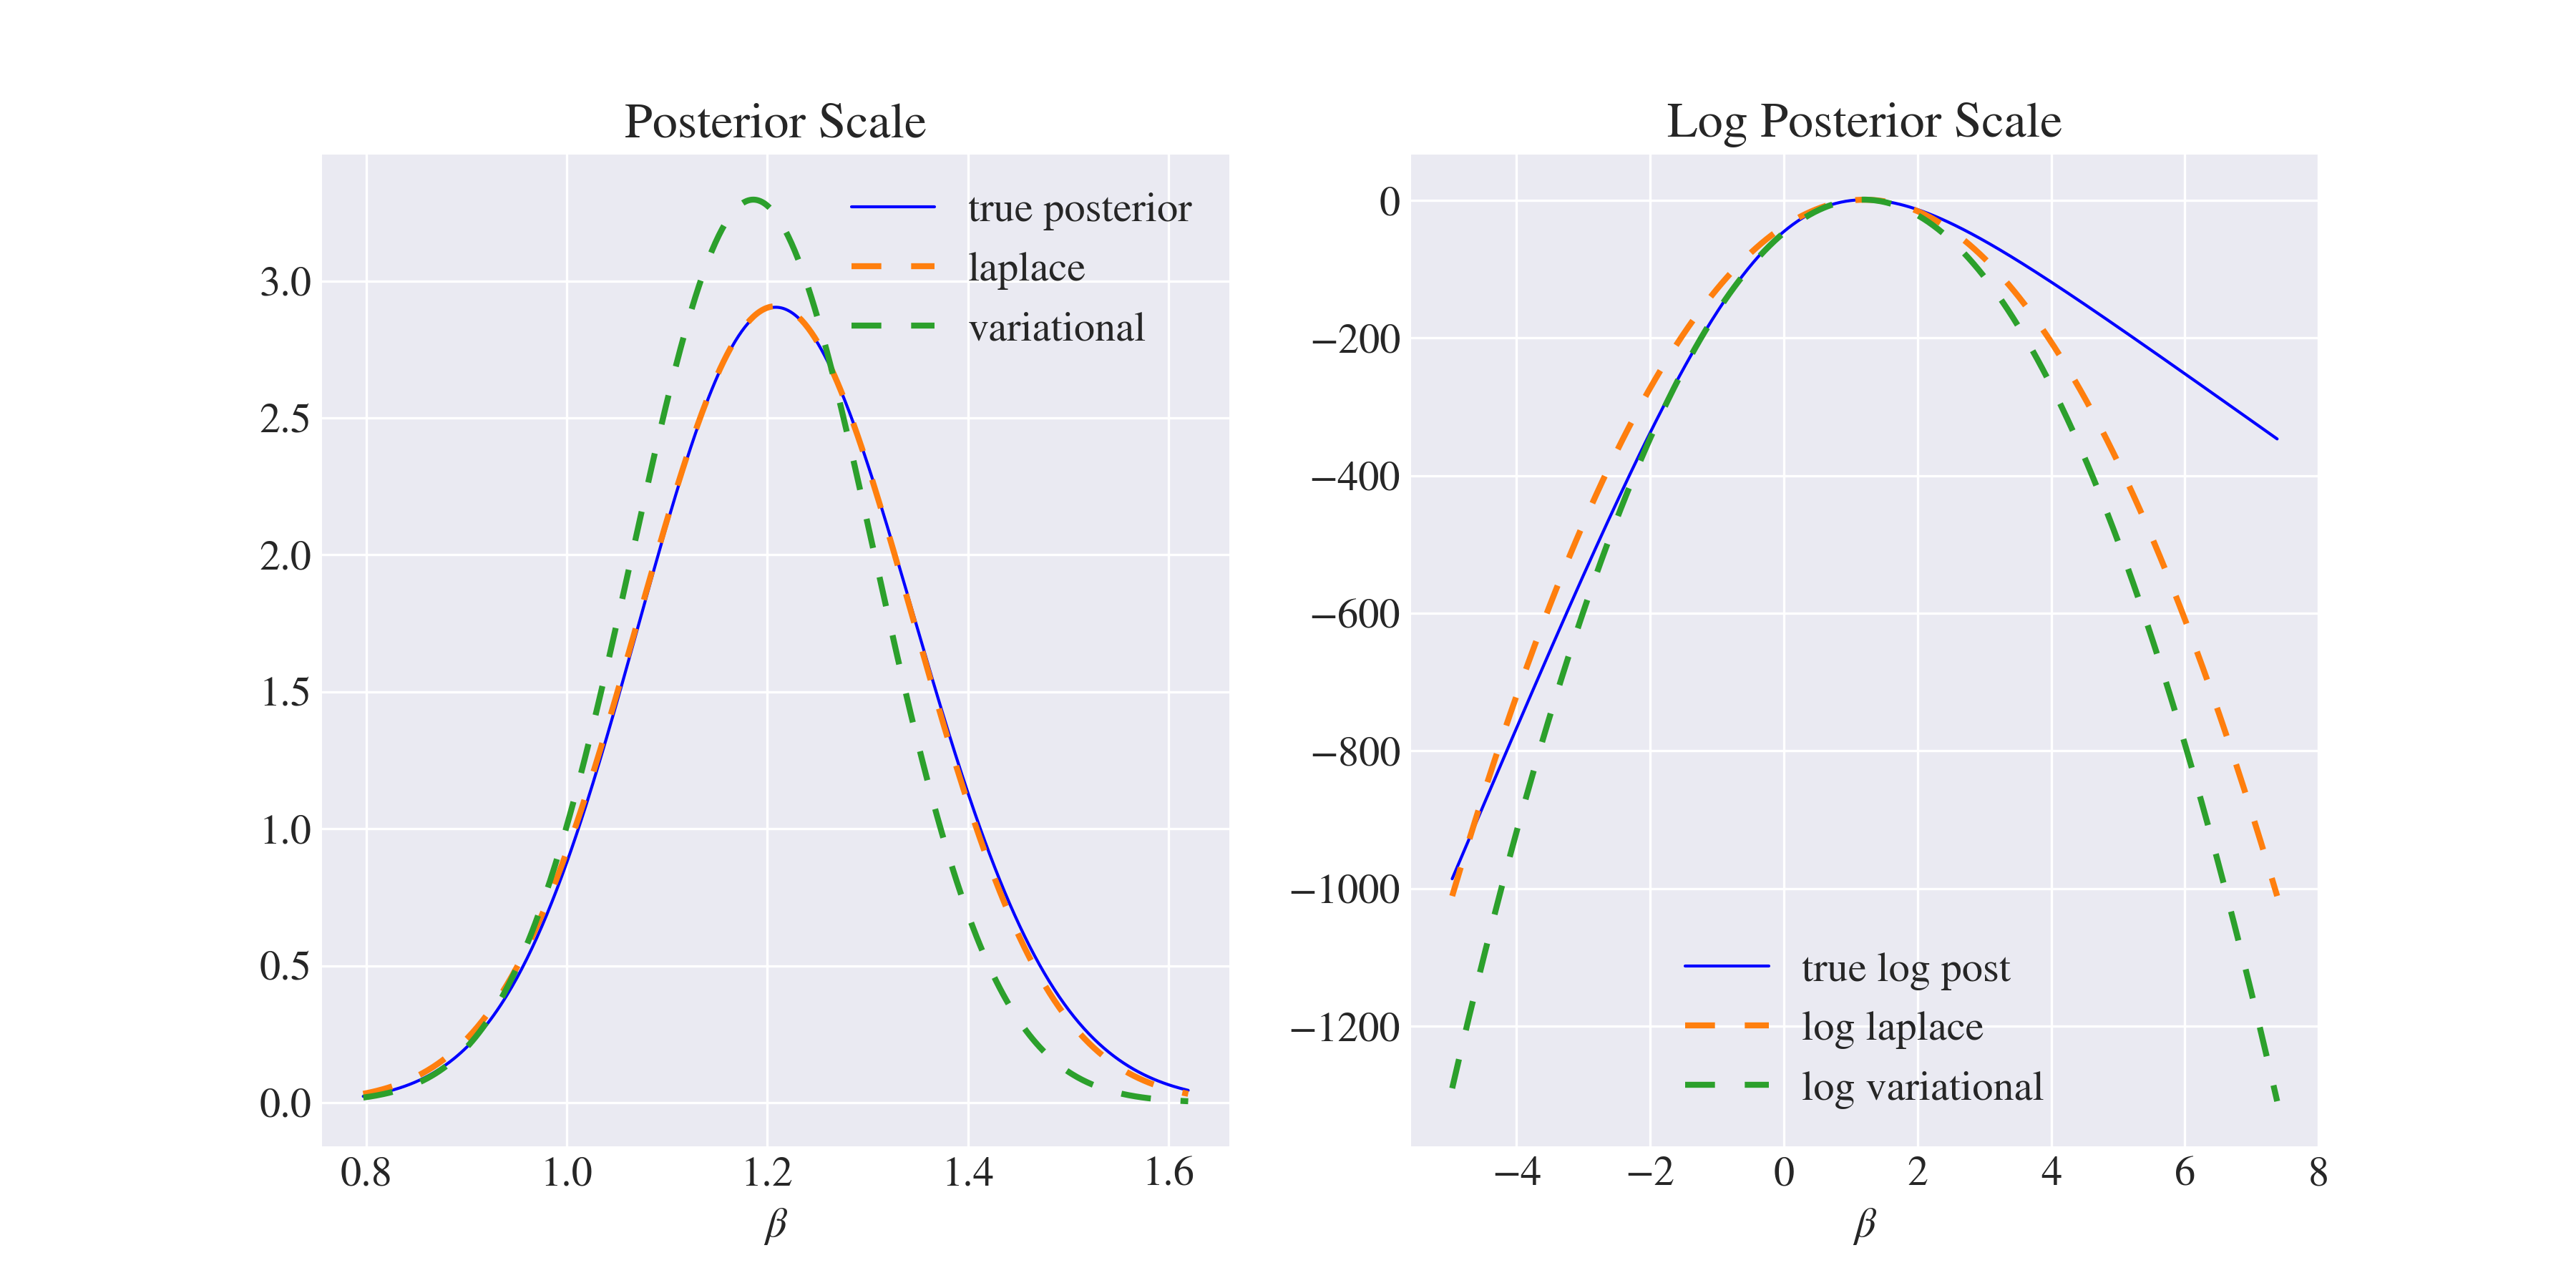 Posterior Scale
true posterior
laplace
variational
3.0
2.5
2.0
1.5
1.0
0.5
0.0
0.8 1.0 1.2 1.4 1.6
β
Log Posterior Scale
0
−200
−400
−600
−800
−1000
−1200
true log post
log laplace
log variational
−4 −2 0 2 4 6 8
β